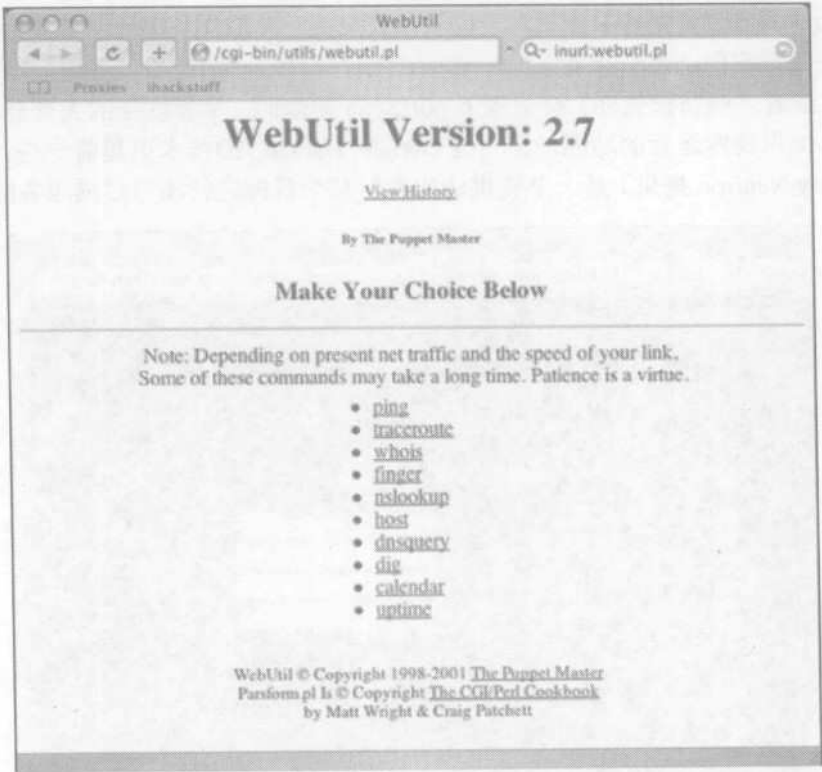 WebUtil
/cgi-bin/utils/webutil.pl
inurl:webutil.pl
Proxies ihackstuff
WebUtil Version: 2.7
View History
By The Puppet Master
Make Your Choice Below
Note: Depending on present net traffic and the speed of your link,
Some of these commands may take a long time. Patience is a virtue.
• ping
• traceroute
• whois
• finger
• nslookup
• host
• dnsquery
• dig
• calendar
• uptime
WebUtil © Copyright 1998-2001 The Puppet Master
Parsform.pl Is © Copyright The CGI/Perl Cookbook
by Matt Wright & Craig Patchett